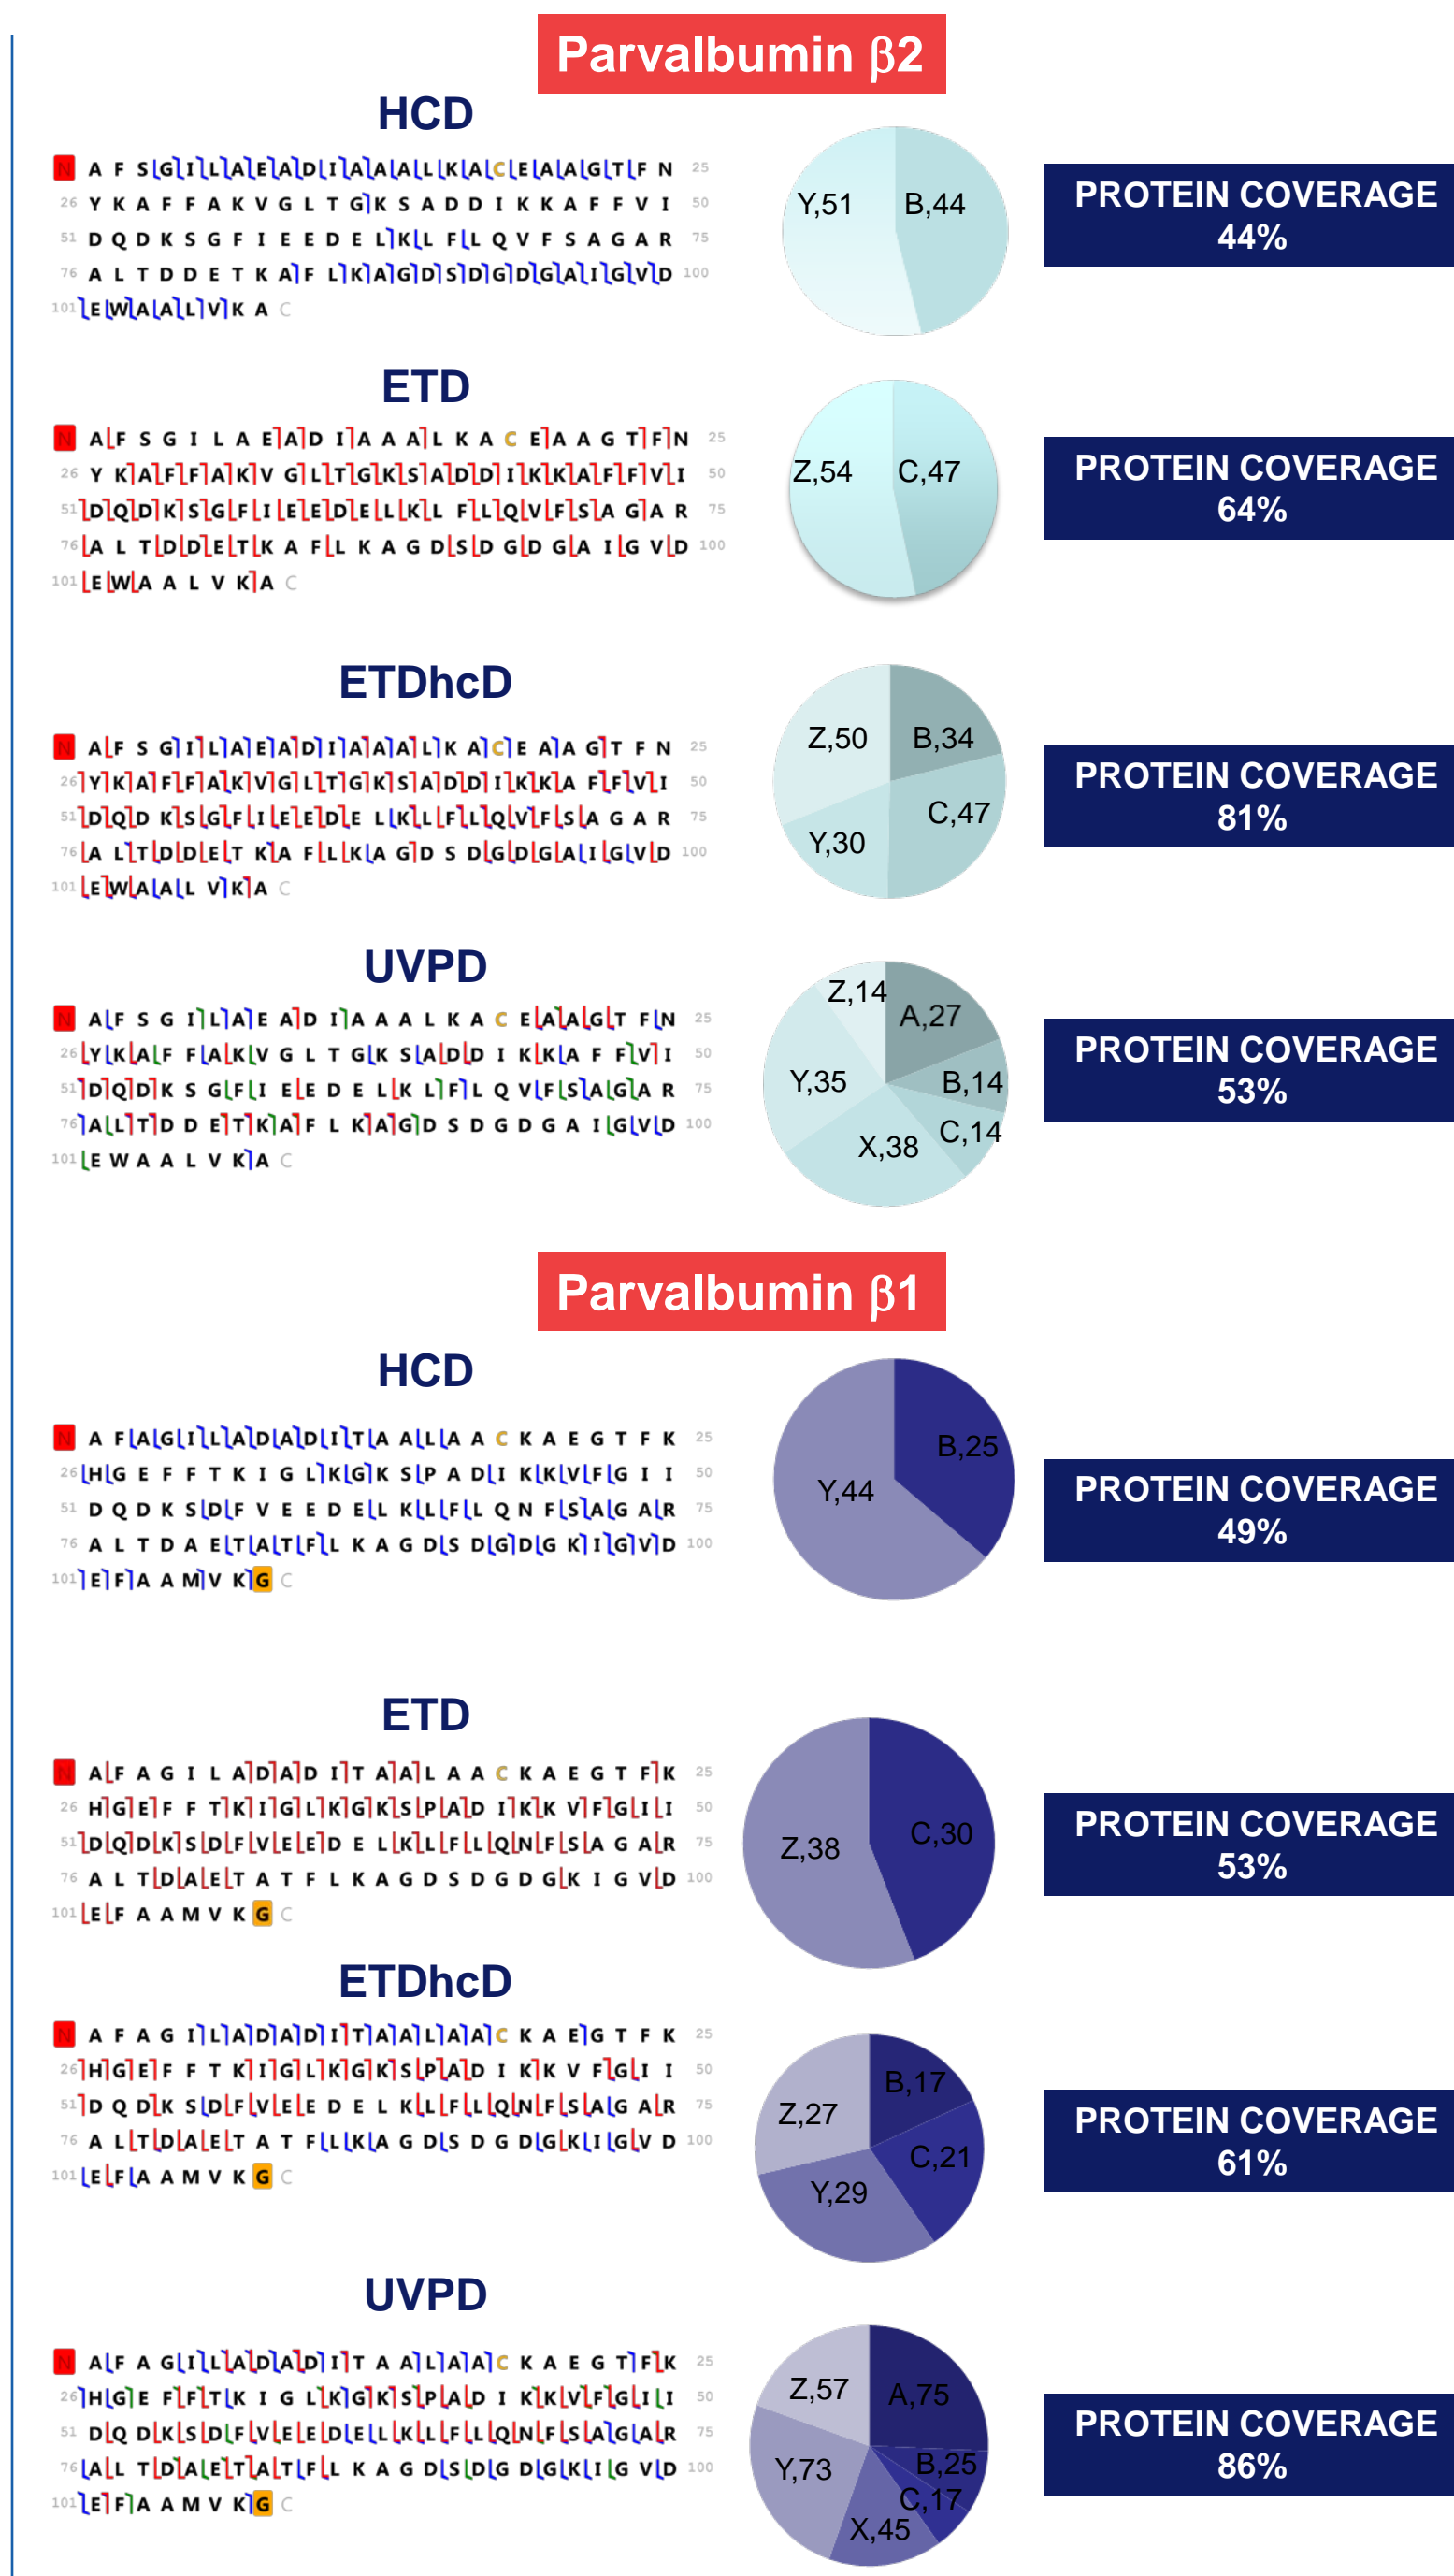 Parvalbumin β2
HCD
N A F S G I L A E A D I A A A L K A C E A A G T F N 25
26 Y K A F F A K V G L T G K S A D D I K K A F F V I 50
51 D Q D K S G F I E E D E L K L F L Q V F S A G A R 75
76 A L T D D E T K A F L K A G D S D G D G A I G V D 100
101 E W A A L V K A C
Y,51
B,44
PROTEIN COVERAGE
44%
ETD
N A F S G I L A E A D I A A A L K A C E A A G T F N 25
26 Y K A F F A K V G L T G K S A D D I K K A F F V I 50
51 D Q D K S G F I E E D E L K L F L Q V F S A G A R 75
76 A L T D D E T K A F L K A G D S D G D G A I G V D 100
101 E W A A L V K A C
Z,54
C,47
PROTEIN COVERAGE
64%
ETDhcD
N A F S G I L A E A D I A A A L K A C E A A G T F N 25
26 Y K A F F A K V G L T G K S A D D I K K A F F V I 50
51 D Q D K S G F I E E D E L K L F L Q V F S A G A R 75
76 A L T D D E T K A F L K A G D S D G D G A I G V D 100
101 E W A A L V K A C
Z,50
B,34
C,47
Y,30
PROTEIN COVERAGE
81%
UVPD
N A F S G I L A E A D I A A A L K A C E A A G T F N 25
26 Y K A F F A K V G L T G K S A D D I K K A F F V I 50
51 D Q D K S G F I E E D E L K L F L Q V F S A G A R 75
76 A L T D D E T K A F L K A G D S D G D G A I G V D 100
101 E W A A L V K A C
Z,14
A,27
Y,35
B,14
C,14
X,38
PROTEIN COVERAGE
53%
Parvalbumin β1
HCD
N A F A G I L A D A D I T A A L A A C K A E G T F K 25
26 H G E F F T K I G L K G K S P A D I K K V F G I I 50
51 D Q D K S D F V E E D E L K L F L Q N F S A G A R 75
76 A L T D A E T A T F L K A G D S D G D G K I G V D 100
101 E F A A M V K G C
B,25
Y,44
PROTEIN COVERAGE
49%
ETD
N A F A G I L A D A D I T A A L A A C K A E G T F K 25
26 H G E F F T K I G L K G K S P A D I K K V F G I I 50
51 D Q D K S D F V E E D E L K L F L Q N F S A G A R 75
76 A L T D A E T A T F L K A G D S D G D G K I G V D 100
101 E F A A M V K G C
Z,38
C,30
PROTEIN COVERAGE
53%
ETDhcD
N A F A G I L A D A D I T A A L A A C K A E G T F K 25
26 H G E F F T K I G L K G K S P A D I K K V F G I I 50
51 D Q D K S D F V E E D E L K L F L Q N F S A G A R 75
76 A L T D A E T A T F L K A G D S D G D G K I G V D 100
101 E F A A M V K G C
B,17
Z,27
C,21
Y,29
PROTEIN COVERAGE
61%
UVPD
N A F A G I L A D A D I T A A L A A C K A E G T F K 25
26 H G E F F T K I G L K G K S P A D I K K V F G I I 50
51 D Q D K S D F V E E D E L K L F L Q N F S A G A R 75
76 A L T D A E T A T F L K A G D S D G D G K I G V D 100
101 E F A A M V K G C
Z,57
A,75
B,25
Y,73
C,17
X,45
PROTEIN COVERAGE
86%